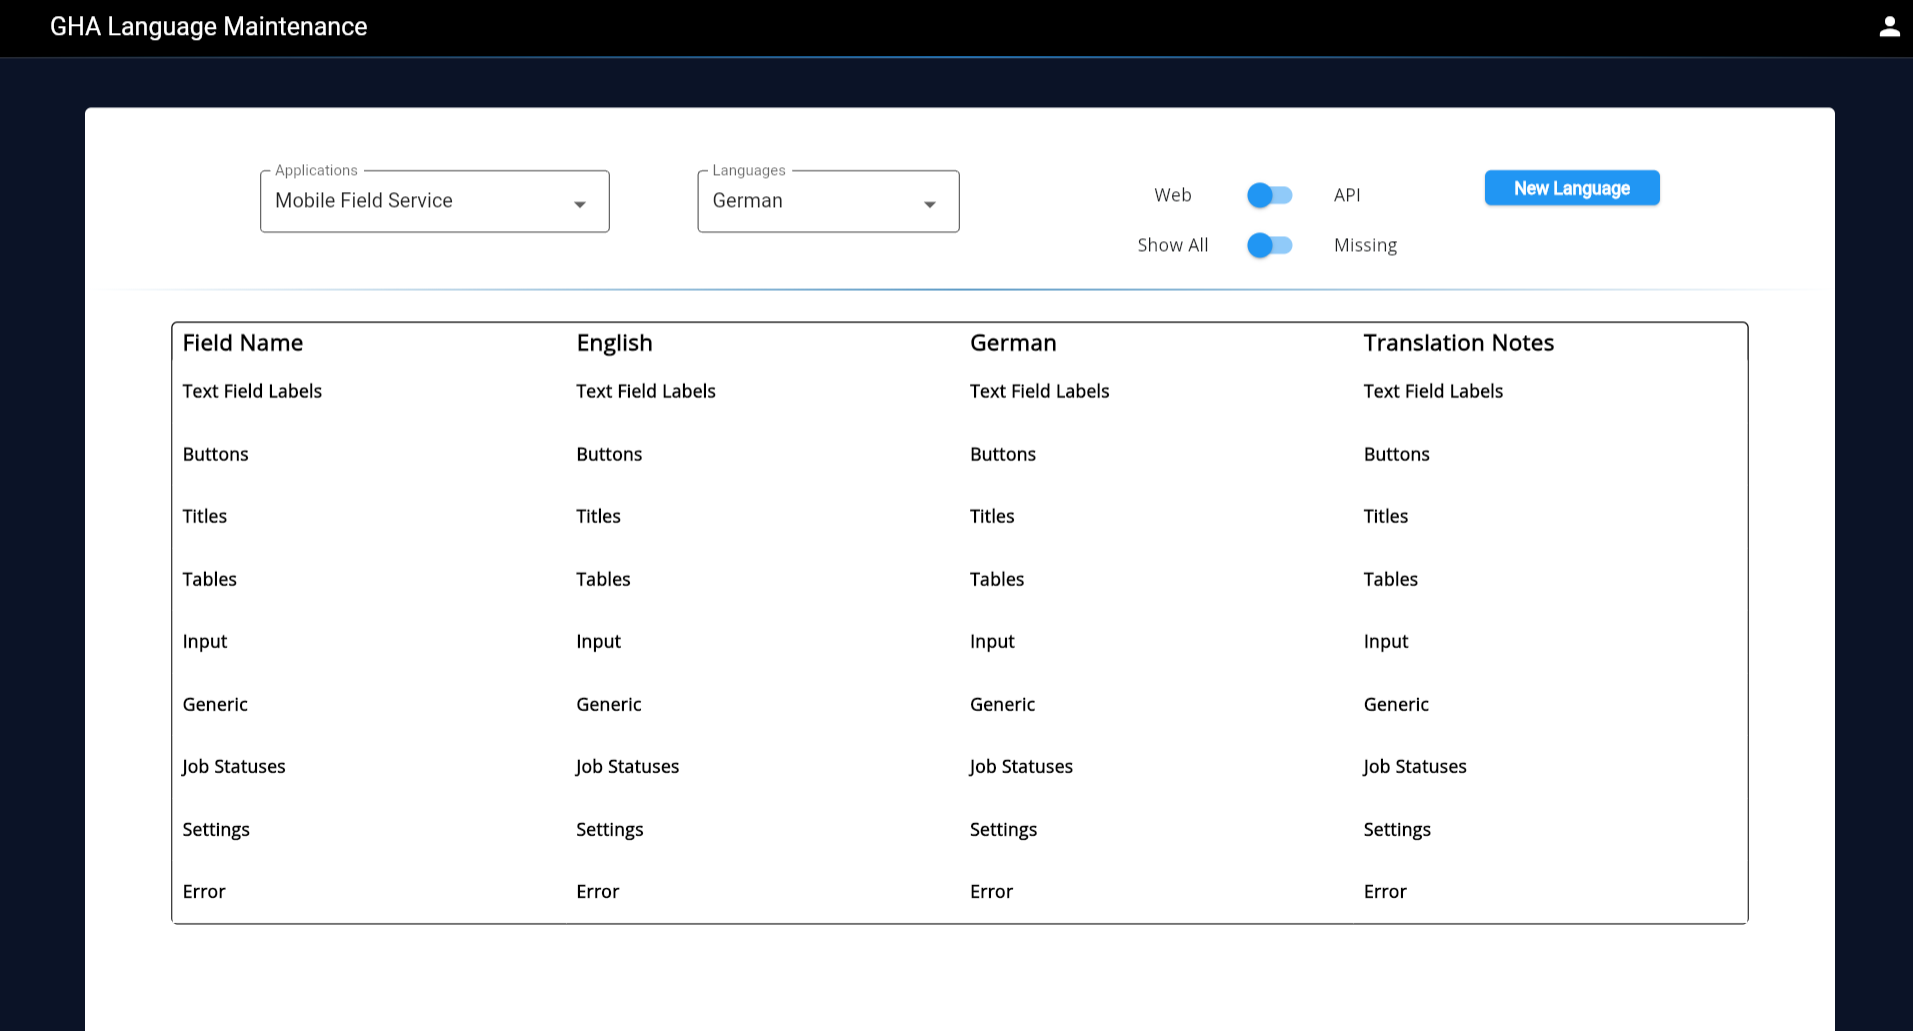 GHA Language Maintenance
Applications
Mobile Field Service
Languages
German
Web API
Show All Missing
New Language
Field Name English German Translation Notes
Text Field Labels Text Field Labels Text Field Labels Text Field Labels
Buttons Buttons Buttons Buttons
Titles Titles Titles Titles
Tables Tables Tables Tables
Input Input Input Input
Generic Generic Generic Generic
Job Statuses Job Statuses Job Statuses Job Statuses
Settings Settings Settings Settings
Error Error Error Error